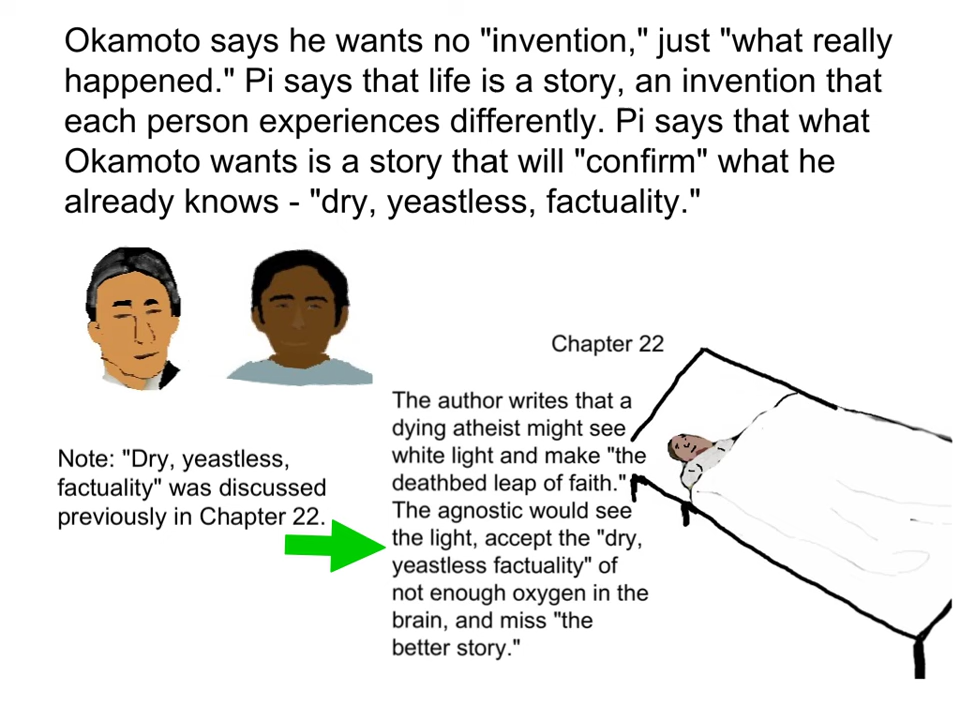 Okamoto says he wants no "invention," just "what really
happened." Pi says that life is a story, an invention that
each person experiences differently. Pi says that what
Okamoto wants is a story that will "confirm" what he
already knows - "dry, yeastless, factuality."
Chapter 22
The author writes that a
dying atheist might see
white light and make "the
deathbed leap of faith."
The agnostic would see
the light, accept the "dry,
yeastless factuality" of
not enough oxygen in the
brain, and miss "the
better story."
Note: "Dry, yeastless,
factuality" was discussed
previously in Chapter 22.